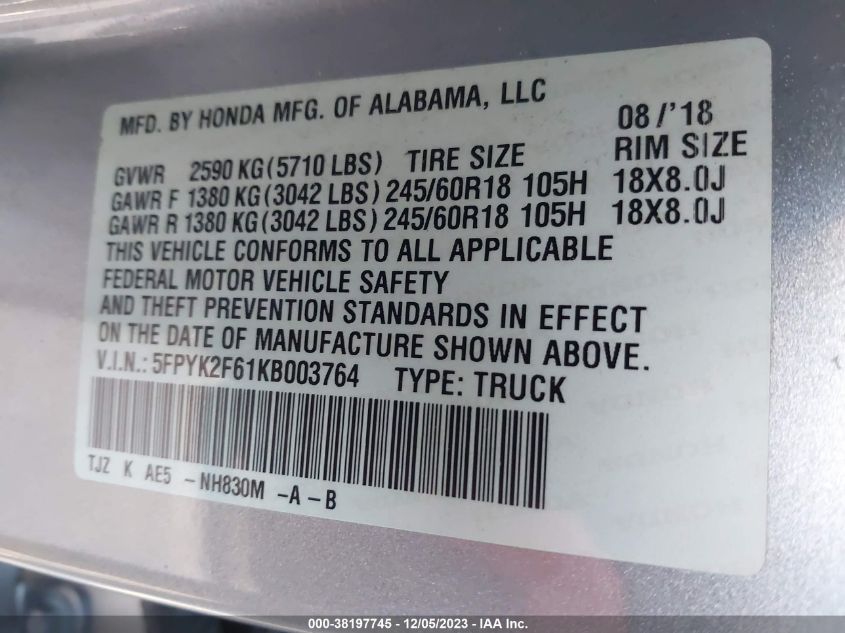 MFD. BY HONDA MFG. OF ALABAMA, LLC 08/'18
GVWR 2590 KG(5710 LBS) TIRE SIZE RIM SIZE
GAWR F 1380 KG(3042 LBS) 245/60R18 105H 18X8.0J
GAWR R 1380 KG(3042 LBS) 245/60R18 105H 18X8.0J
THIS VEHICLE CONFORMS TO ALL APPLICABLE
FEDERAL MOTOR VEHICLE SAFETY
AND THEFT PREVENTION STANDARDS IN EFFECT
ON THE DATE OF MANUFACTURE SHOWN ABOVE.
V.I.N.: 5FPYK2F61KB003764 TYPE: TRUCK
TJZ K AE5 -NH830M -A-B
000-38197745 - 12/05/2023 - IAA Inc.